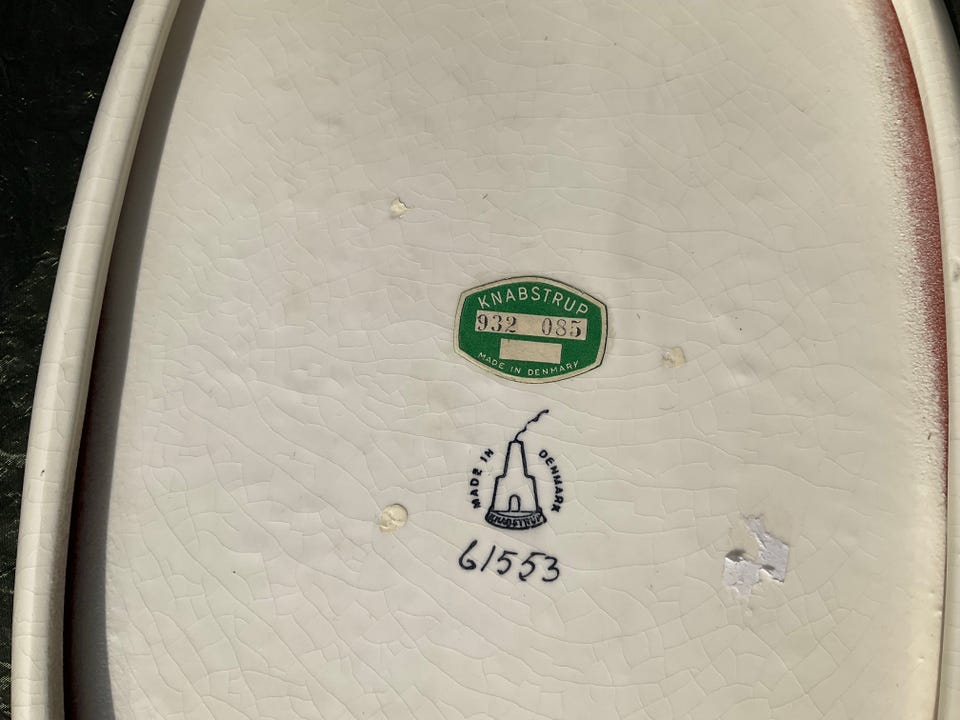 KNABSTRUP
932 085
MADE IN DENMARK
MADE IN DENMARK
KNABSTRUP
61553